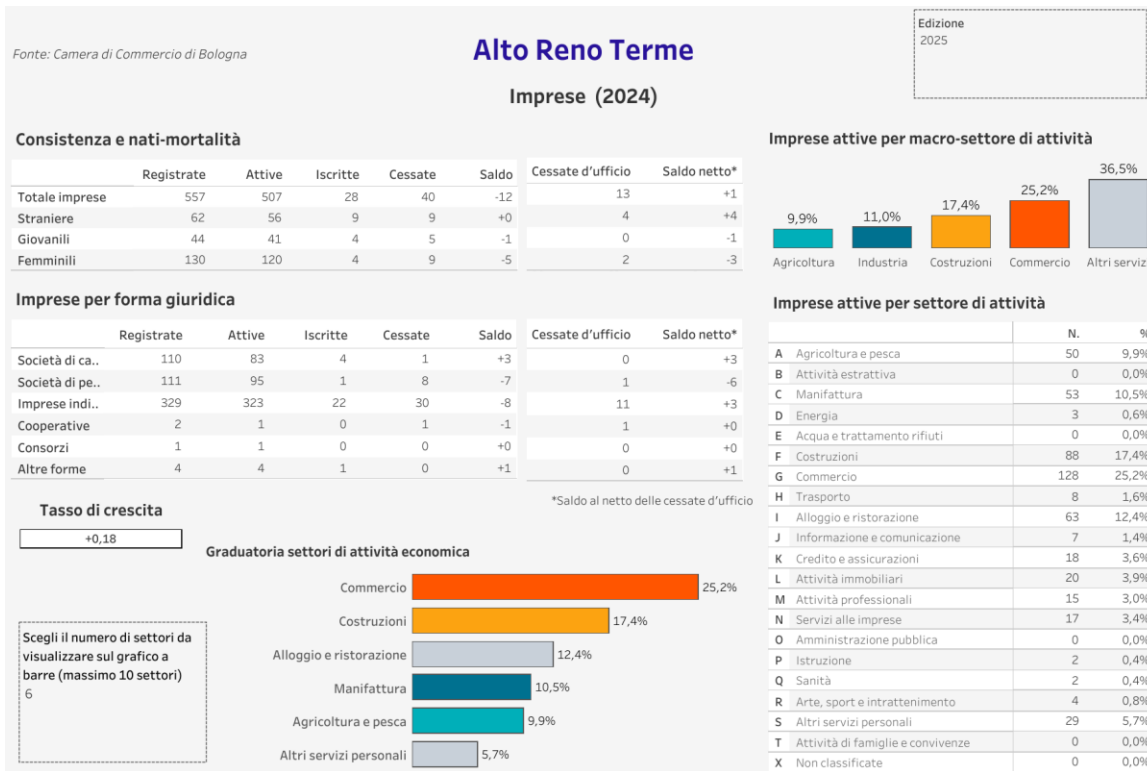 Fonte: Camera di Commercio di Bologna
Alto Reno Terme
Imprese (2024)
Edizione
2025
Consistenza e nati-mortalità
Registrate Attive Iscritte Cessate Saldo Cessate d'ufficio Saldo netto*
Totale imprese 557 507 28 40 -12 13 +1
Straniere 62 56 9 9 +0 4 +4
Giovanili 44 41 4 5 -1 0 -1
Femminili 130 120 4 9 -5 2 -3
Imprese per forma giuridica
Registrate Attive Iscritte Cessate Saldo Cessate d'ufficio Saldo netto*
Società di ca.. 110 83 4 1 +3 0 +3
Società di pe.. 111 95 1 8 -7 1 -6
Imprese indi.. 329 323 22 30 -8 11 +3
Cooperative 2 1 0 1 -1 1 +0
Consorzi 1 1 0 0 +0 0 +0
Altre forme 4 4 1 0 +1 0 +1
*Saldo al netto delle cessate d'ufficio
Tasso di crescita
+0,18
Scegli il numero di settori da
visualizzare sul grafico a
barre (massimo 10 settori)
6
Graduatoria settori di attività economica
Commercio 25,2%
Costruzioni 17,4%
Alloggio e ristorazione 12,4%
Manifattura 10,5%
Agricoltura e pesca 9,9%
Altri servizi personali 5,7%
Imprese attive per macro-settore di attività
9,9% 11,0% 17,4% 25,2% 36,5%
Agricoltura Industria Costruzioni Commercio Altri servizi
Imprese attive per settore di attività
N. %
A Agricoltura e pesca 50 9,9%
B Attività estrattiva 0 0,0%
C Manifattura 53 10,5%
D Energia 3 0,6%
E Acqua e trattamento rifiuti 0 0,0%
F Costruzioni 88 17,4%
G Commercio 128 25,2%
H Trasporto 8 1,6%
I Alloggio e ristorazione 63 12,4%
J Informazione e comunicazione 7 1,4%
K Credito e assicurazioni 18 3,6%
L Attività immobiliari 20 3,9%
M Attività professionali 15 3,0%
N Servizi alle imprese 17 3,4%
O Amministrazione pubblica 0 0,0%
P Istruzione 2 0,4%
Q Sanità 2 0,4%
R Arte, sport e intrattenimento 4 0,8%
S Altri servizi personali 29 5,7%
T Attività di famiglie e convivenze 0 0,0%
X Non classificate 0 0,0%